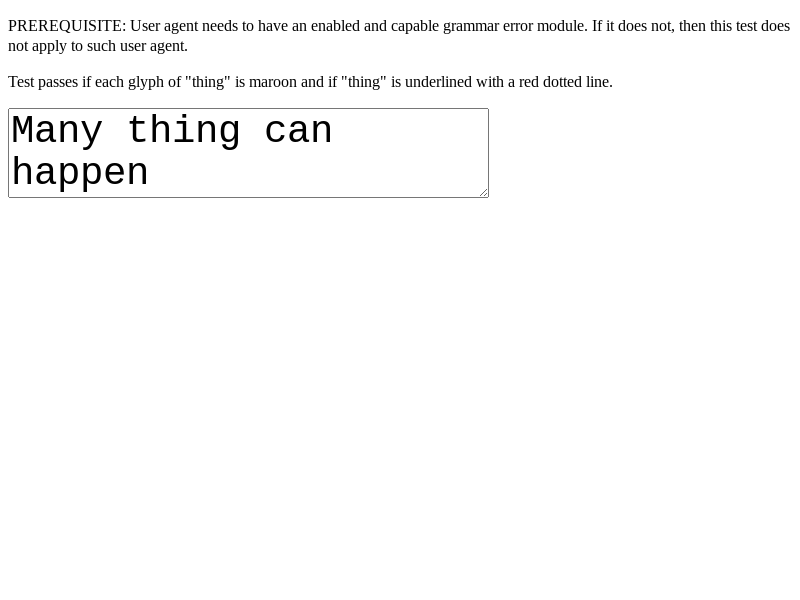 PREREQUISITE: User agent needs to have an enabled and capable grammar error module. If it does not, then this test does
not apply to such user agent.
Test passes if each glyph of "thing" is maroon and if "thing" is underlined with a red dotted line.
Many thing can
happen